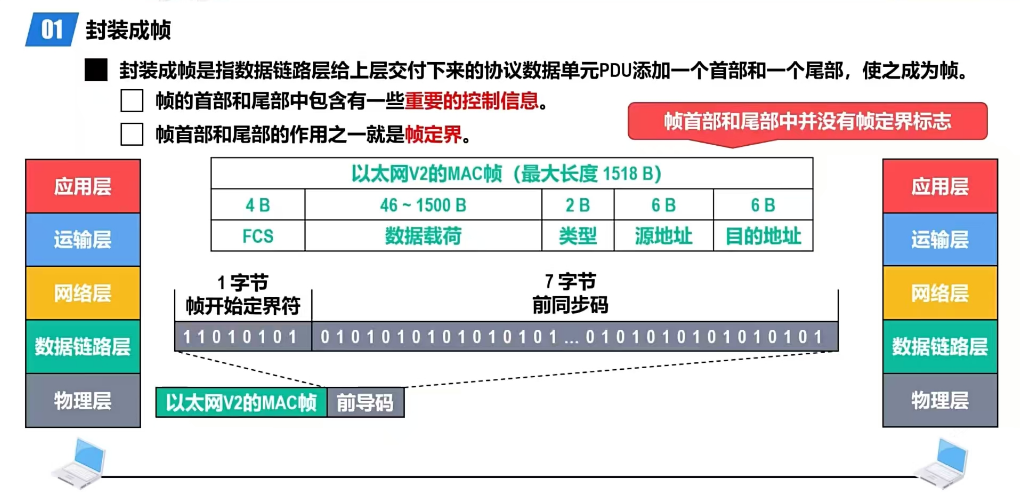 01 封装成帧
封装成帧是指数据链路层给上层交付下来的协议数据单元PDU添加一个首部和一个尾部，使之成为帧。
帧的首部和尾部中包含有一些重要的控制信息。
帧首部和尾部的作用之一就是帧定界。
帧首部和尾部中并没有帧定界标志
应用层
运输层
网络层
数据链路层
物理层
以太网V2的MAC帧（最大长度 1518 B）
4 B 46 ~ 1500 B 2 B 6 B 6 B
FCS 数据载荷 类型 源地址 目的地址
1 字节
帧开始定界符
7 字节
前同步码
1 1 0 1 0 1 0 1 0 1 0 1 0 1 0 1 0 1 0 1 0 1 0 1 ... 0 1 0 1 0 1 0 1 0 1 0 1 0 1 0 1
以太网V2的MAC帧 前导码
应用层
运输层
网络层
数据链路层
物理层